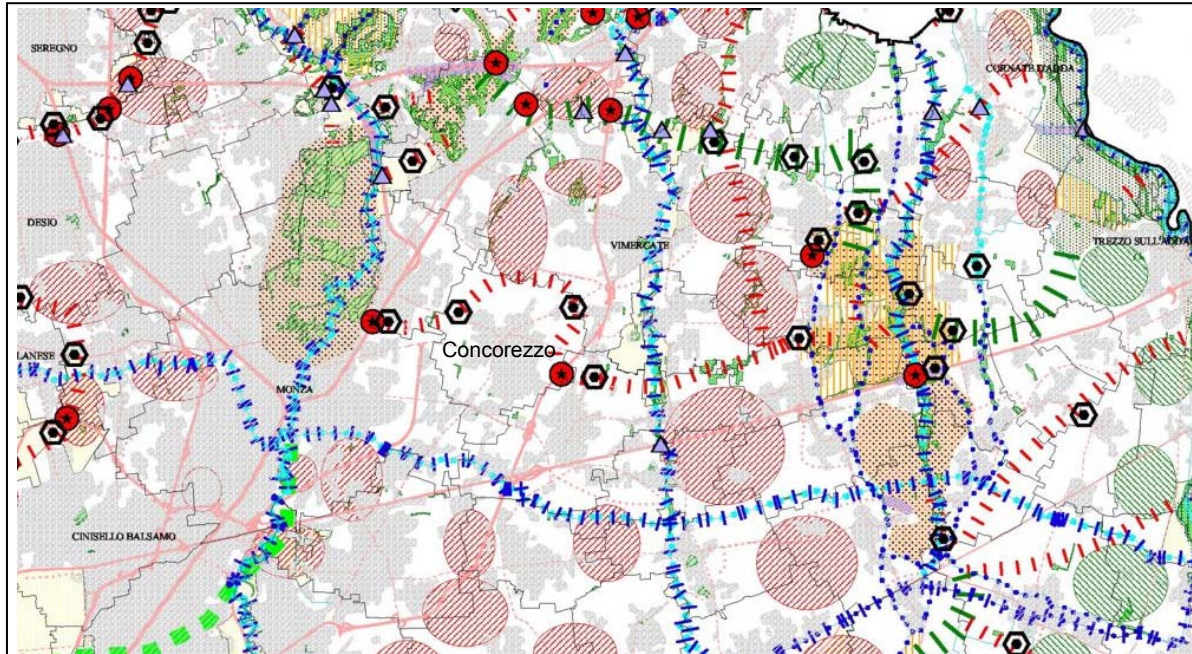 SEREGNO
CORNATE D'ADDA
DESIO
VIMERCATE
TREZZO SULL'ADDA
LANESE
Concorezzo
MONZA
CINISELLO BALSAMO